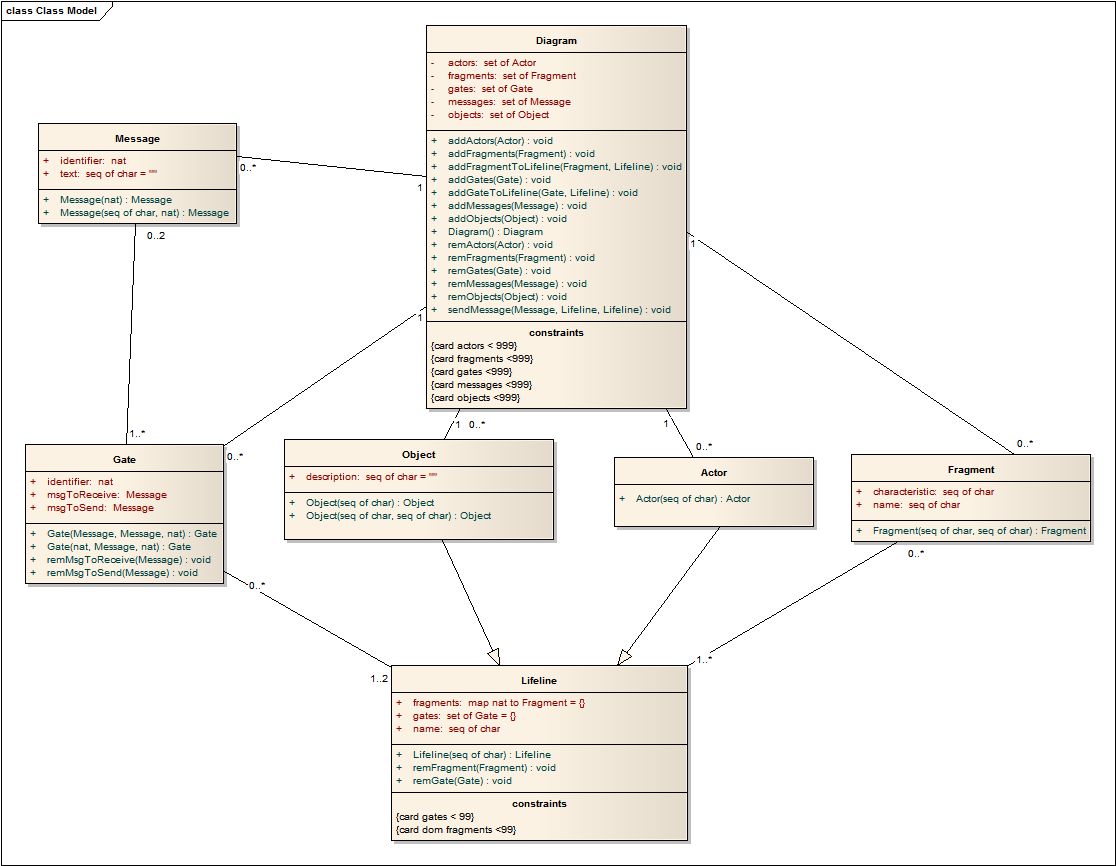 class Class Model
Diagram
- actors: set of Actor
- fragments: set of Fragment
- gates: set of Gate
- messages: set of Message
- objects: set of Object
+ addActors(Actor) : void
+ addFragments(Fragment) : void
+ addFragmentToLifeline(Fragment, Lifeline) : void
+ addGates(Gate) : void
+ addGateToLifeline(Gate, Lifeline) : void
+ addMessages(Message) : void
+ addObjects(Object) : void
+ Diagram() : Diagram
+ remActors(Actor) : void
+ remFragments(Fragment) : void
+ remGates(Gate) : void
+ remMessages(Message) : void
+ remObjects(Object) : void
+ sendMessage(Message, Lifeline, Lifeline) : void
constraints
{card actors < 999}
{card fragments <999}
{card gates <999}
{card messages <999}
{card objects <999}
Message
+ identifier: nat
+ text: seq of char = ""
+ Message(nat) : Message
+ Message(seq of char, nat) : Message
0..*
1
0..2
1..*
1
0..*
1
0..*
1
0..*
1
0..*
Gate
+ identifier: nat
+ msgToReceive: Message
+ msgToSend: Message
+ Gate(Message, Message, nat) : Gate
+ Gate(nat, Message, nat) : Gate
+ remMsgToReceive(Message) : void
+ remMsgToSend(Message) : void
Object
+ description: seq of char = ""
+ Object(seq of char) : Object
+ Object(seq of char, seq of char) : Object
Actor
+ Actor(seq of char) : Actor
Fragment
+ characteristic: seq of char
+ name: seq of char
+ Fragment(seq of char, seq of char) : Fragment
0..*
1..2
0..*
1..*
Lifeline
+ fragments: map nat to Fragment = {}
+ gates: set of Gate = {}
+ name: seq of char
+ Lifeline(seq of char) : Lifeline
+ remFragment(Fragment) : void
+ remGate(Gate) : void
constraints
{card gates < 99}
{card dom fragments <99}